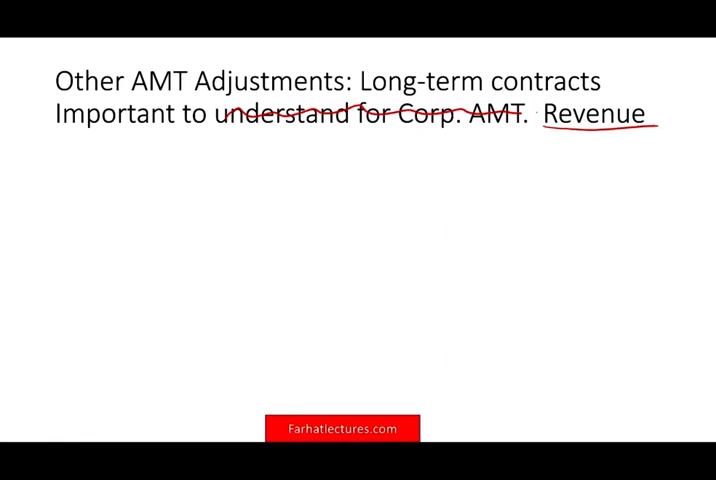 Other AMT Adjustments: Long-term contracts
Important to understand for Corp. AMT. Revenue
Farhatlectures.com